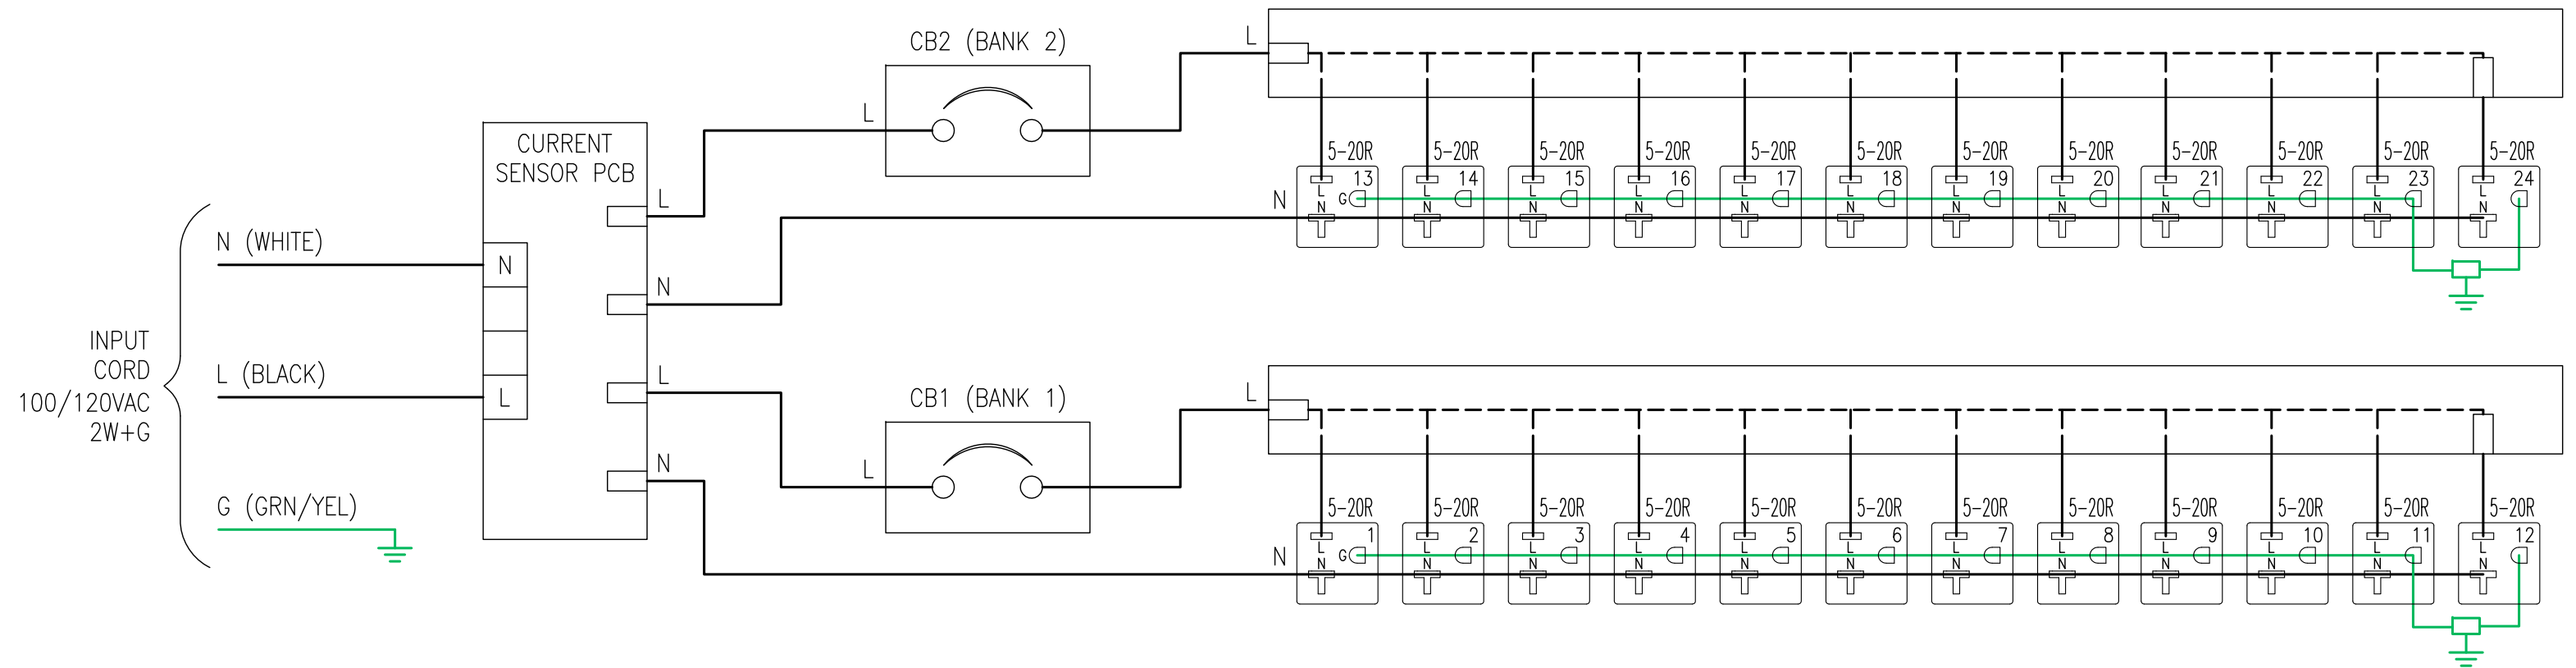 INPUT
CORD
100/120VAC
2W+G
N (WHITE)
L (BLACK)
G (GRN/YEL)
CURRENT
SENSOR PCB
N
L
L
N
L
N
CB2 (BANK 2)
L
L
N
5-20R 5-20R 5-20R 5-20R 5-20R 5-20R 5-20R 5-20R 5-20R 5-20R 5-20R 5-20R
13 14 15 16 17 18 19 20 21 22 23 24
L L L L L L L L L L L L
G
N N N N N N N N N N N N
CB1 (BANK 1)
L
L
N
5-20R 5-20R 5-20R 5-20R 5-20R 5-20R 5-20R 5-20R 5-20R 5-20R 5-20R 5-20R
1 2 3 4 5 6 7 8 9 10 11 12
L L L L L L L L L L L L
G
N N N N N N N N N N N N